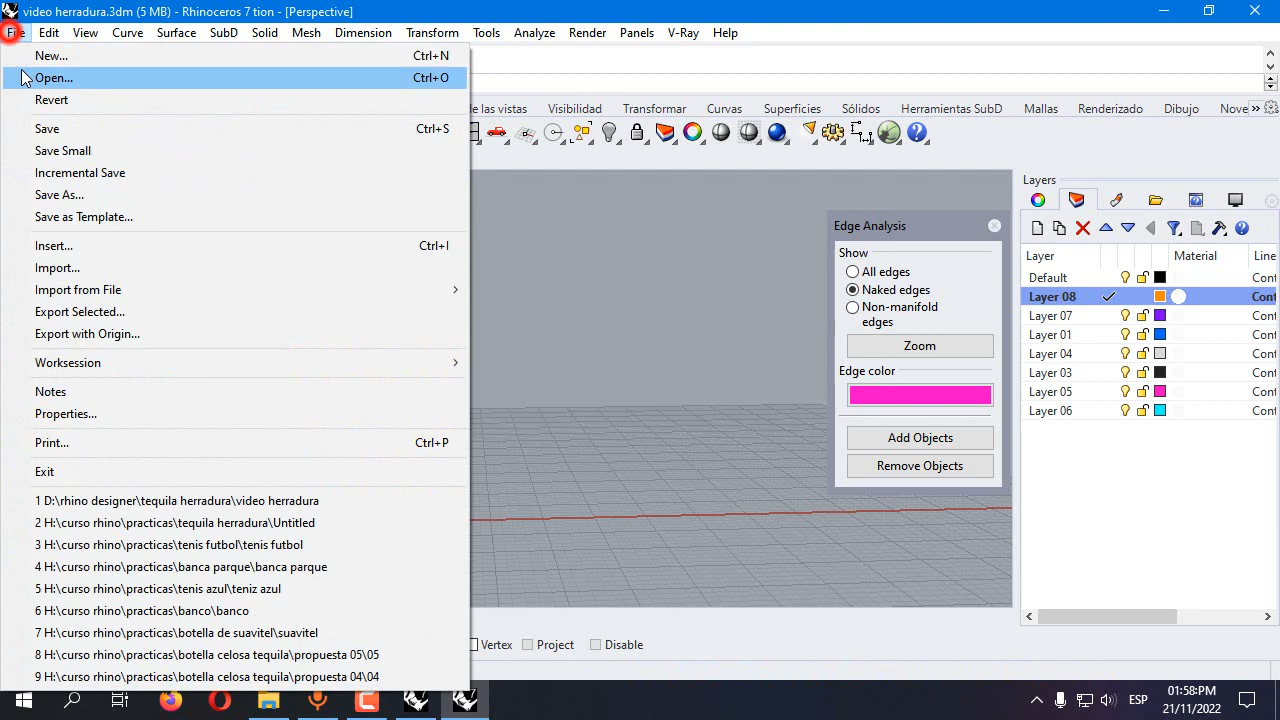 video herradura.3dm (5 MB) - Rhinoceros 7 tion - [Perspective]
File Edit View Curve Surface SubD Solid Mesh Dimension Transform Tools Analyze Render Panels V-Ray Help
New... Ctrl+N
Open... Ctrl+O
Revert
Save Ctrl+S
Save Small
Incremental Save
Save As...
Save as Template...
Insert... Ctrl+I
Import...
Import from File
Export Selected...
Export with Origin...
Worksession
Notes
Properties...
Print... Ctrl+P
Exit
1 D:\rhino designer\tequila herradura\video herradura
2 H:\curso rhino\practicas\tequila herradura\Untitled
3 H:\curso rhino\practicas\tenis futbol\tenis futbol
4 H:\curso rhino\practicas\banca parque\banca parque
5 H:\curso rhino\practicas\tenis azul\teniz azul
6 H:\curso rhino\practicas\banco\banco
7 H:\curso rhino\practicas\botella de suavitel\suavitel
8 H:\curso rhino\practicas\botella celosa tequila\propuesta 05\05
9 H:\curso rhino\practicas\botella celosa tequila\propuesta 04\04
de las vistas Visibilidad Transformar Curvas Superficies Sólidos Herramientas SubD Mallas Renderizado Dibujo Nove »
Edge Analysis
Show
All edges
Naked edges
Non-manifold
edges
Zoom
Edge color
Add Objects
Remove Objects
Layers
Layer Material Line
Default Cont
Layer 08 Cont
Layer 07 Cont
Layer 01 Cont
Layer 04 Cont
Layer 03 Cont
Layer 05 Cont
Layer 06 Cont
Vertex Project Disable
ESP
01:58:PM
21/11/2022